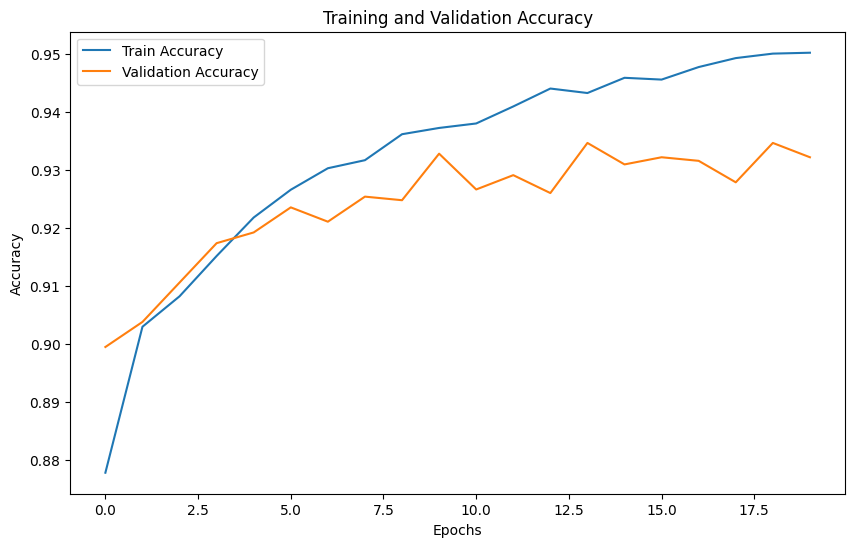 Training and Validation Accuracy
Train Accuracy
Validation Accuracy
Accuracy
0.95
0.94
0.93
0.92
0.91
0.90
0.89
0.88
0.0 2.5 5.0 7.5 10.0 12.5 15.0 17.5
Epochs